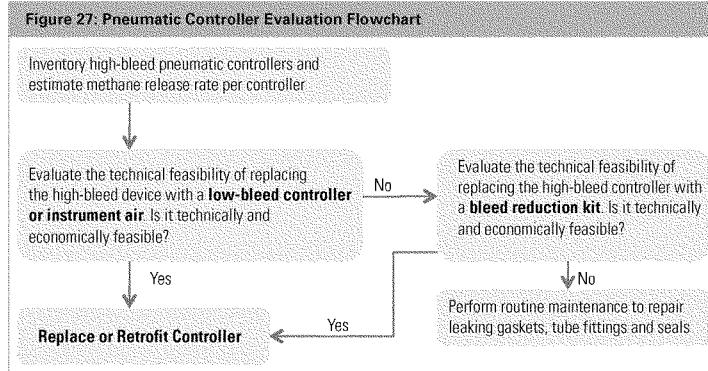 Figure 27: Pneumatic Controller Evaluation Flowchart
Inventory high-bleed pneumatic controllers and
estimate methane release rate per controller
Evaluate the technical feasibility of replacing
the high-bleed device with a low-bleed controller
or instrument air. Is it technically and
economically feasible?
No
Evaluate the technical feasibility of
replacing the high-bleed controller with
a bleed reduction kit. Is it technically
and economically feasible?
Yes
No
Replace or Retrofit Controller
Yes
Perform routine maintenance to repair
leaking gaskets, tube fittings and seals